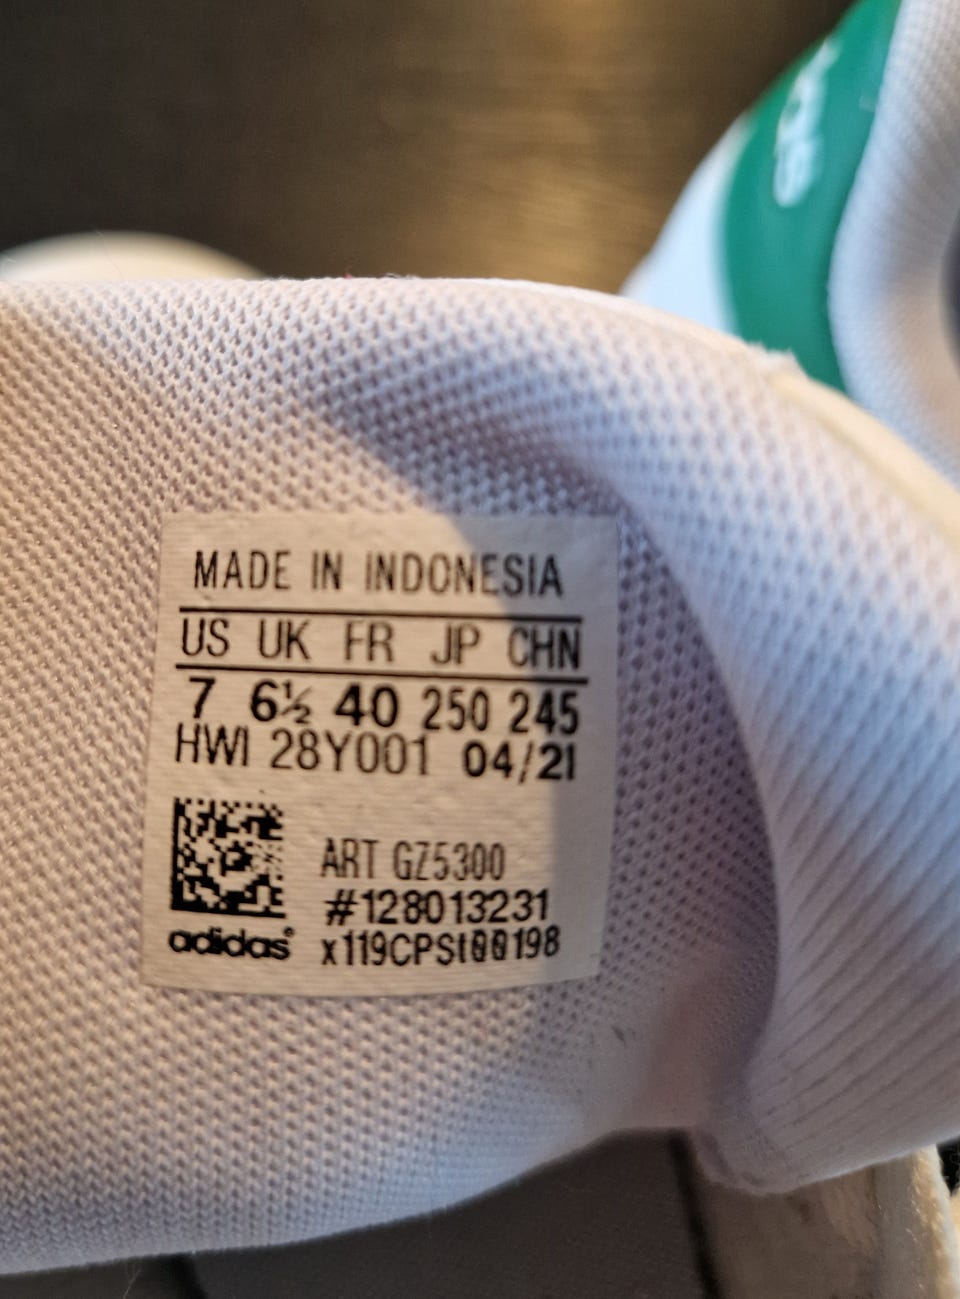 MADE IN INDONESIA
US UK FR JP CHN
7 6½ 40 250 245
HWI 28Y001 04/21
ART GZ5300
#128013231
adidas®